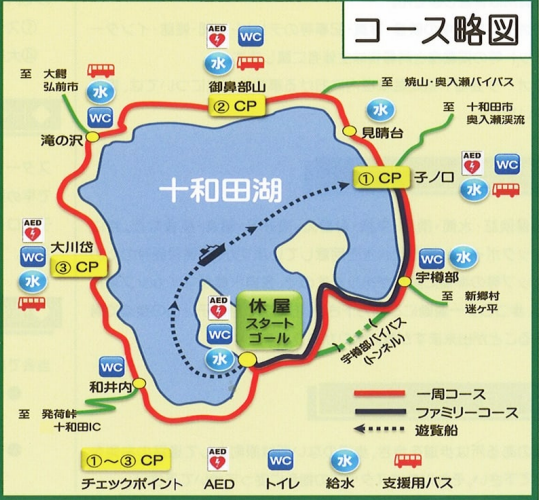 コース略図
AED
WC
水
御鼻部山
② CP
至 大鰐
弘前市
WC
水
滝の沢
至 焼山・奥入瀬バイパス
水
見晴台
至 十和田市
奥入瀬渓流
① CP
子ノ口
AED
WC
水
十和田湖
AED
大川岱
WC
③ CP
水
WC
水
宇樽部
至 新郷村
迷ヶ平
AED
WC
水
休屋
スタート
ゴール
宇樽部バイパス
(トンネル)
WC
和井内
至 発荷峠
十和田IC
一周コース
ファミリーコース
遊覧船
①～③ CP
チェックポイント
AED
AED
WC
トイレ
水
給水
支援用バス